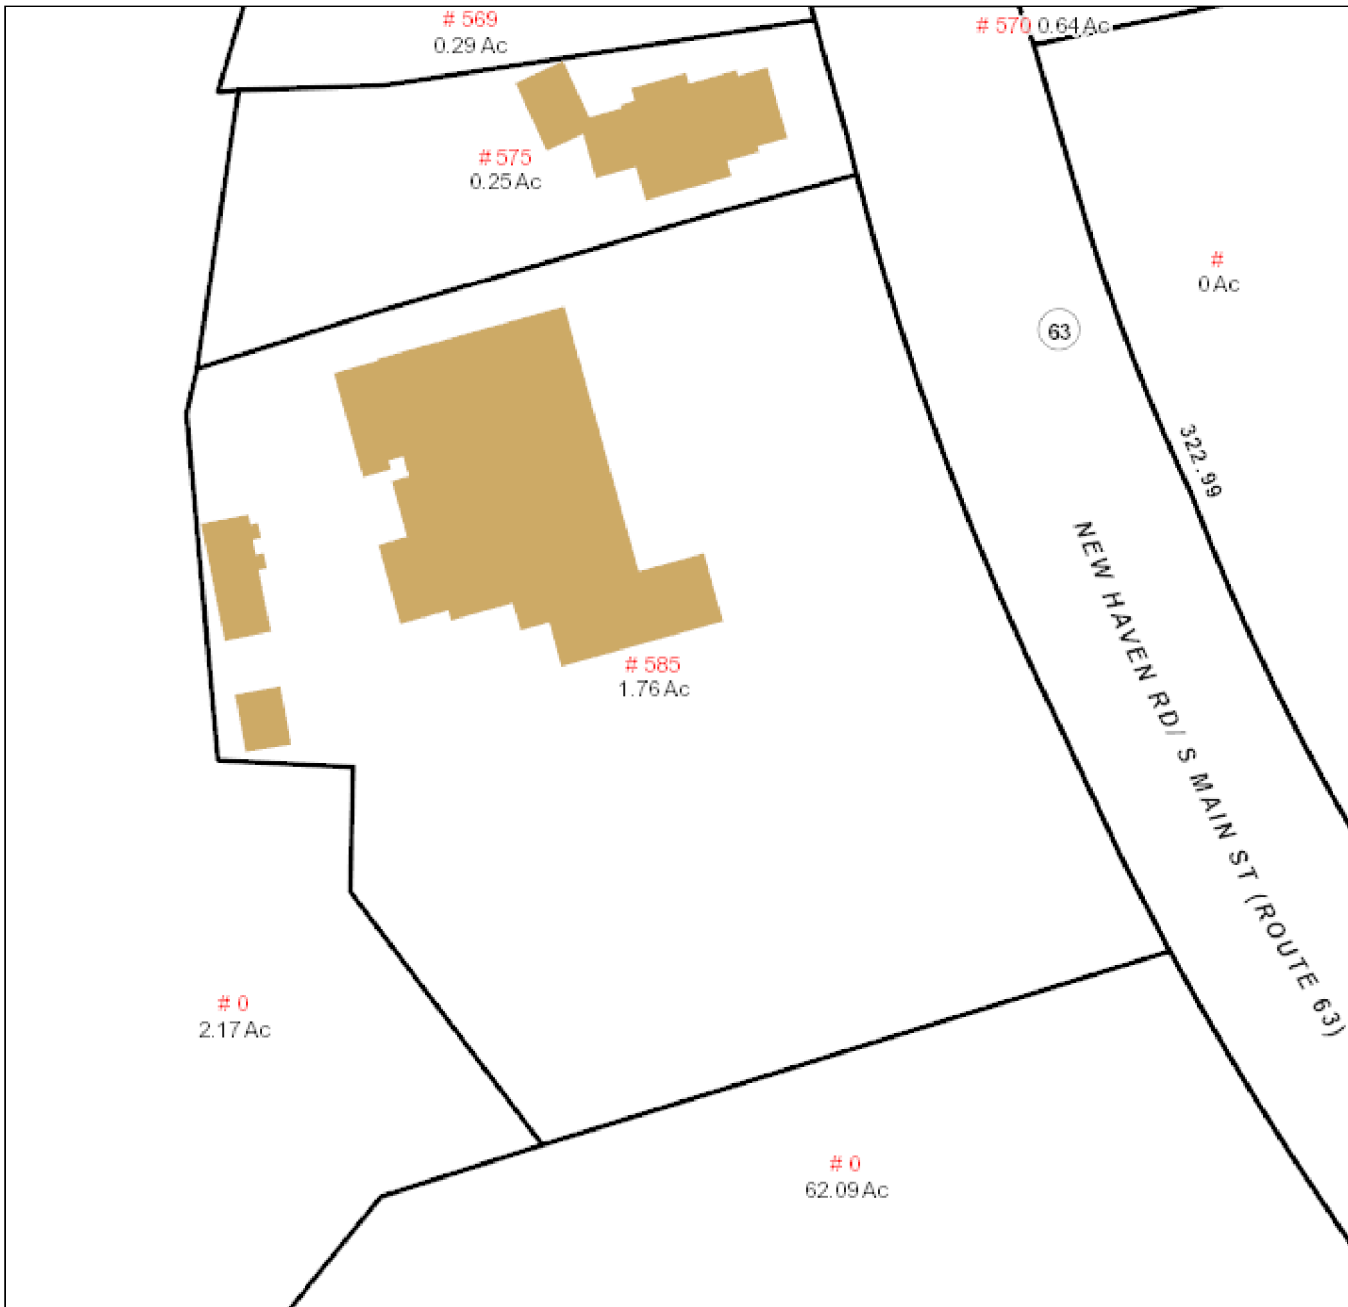 # 569
0.29 Ac
# 570 0.64 Ac
# 575
0.25 Ac
#
0 Ac
63
322.99
NEW HAVEN RD/ S MAIN ST (ROUTE 63)
# 585
1.76 Ac
# 0
2.17 Ac
# 0
62.09 Ac